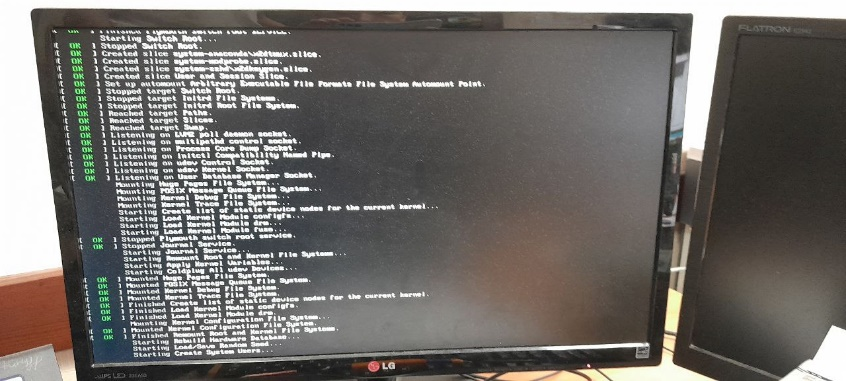 Finished Plymouth switch root service.
Starting Switch Root...
[ OK ] Stopped Switch Root.
[ OK ] Created slice system-anaconda\x2dtmux.slice.
[ OK ] Created slice system-modprobe.slice.
[ OK ] Created slice system-sshd\x2dkeygen.slice.
[ OK ] Created slice User and Session Slice.
[ OK ] Set up automount Arbitrary Executable File Formats File System Automount Point.
[ OK ] Stopped target Switch Root.
[ OK ] Stopped target Initrd File Systems.
[ OK ] Stopped target Initrd Root File System.
[ OK ] Reached target Paths.
[ OK ] Reached target Slices.
[ OK ] Reached target Swap.
[ OK ] Listening on LVM2 poll daemon socket.
[ OK ] Listening on multipathd control socket.
[ OK ] Listening on Process Core Dump Socket.
[ OK ] Listening on initctl Compatibility Named Pipe.
[ OK ] Listening on udev Control Socket.
[ OK ] Listening on udev Kernel Socket.
[ OK ] Listening on User Database Manager Socket.
Mounting Huge Pages File System...
Mounting POSIX Message Queue File System...
Mounting Kernel Debug File System...
Mounting Kernel Trace File System...
Starting Create list of static device nodes for the current kernel...
Starting Load Kernel Module configfs...
Starting Load Kernel Module drm...
Starting Load Kernel Module fuse...
[ OK ] Stopped Plymouth switch root service.
[ OK ] Stopped Journal Service.
Starting Journal Service...
Starting Remount Root and Kernel File Systems...
Starting Apply Kernel Variables...
Starting Coldplug All udev Devices...
[ OK ] Mounted Huge Pages File System.
[ OK ] Mounted POSIX Message Queue File System.
[ OK ] Mounted Kernel Debug File System.
[ OK ] Mounted Kernel Trace File System.
[ OK ] Finished Create list of static device nodes for the current kernel.
[ OK ] Finished Load Kernel Module configfs.
[ OK ] Finished Load Kernel Module drm.
Mounting Kernel Configuration File System...
[ OK ] Mounted Kernel Configuration File System.
[ OK ] Finished Remount Root and Kernel File Systems.
Starting Rebuild Hardware Database...
Starting Load/Save Random Seed...
Starting Create System Users...
LG
FLATRON